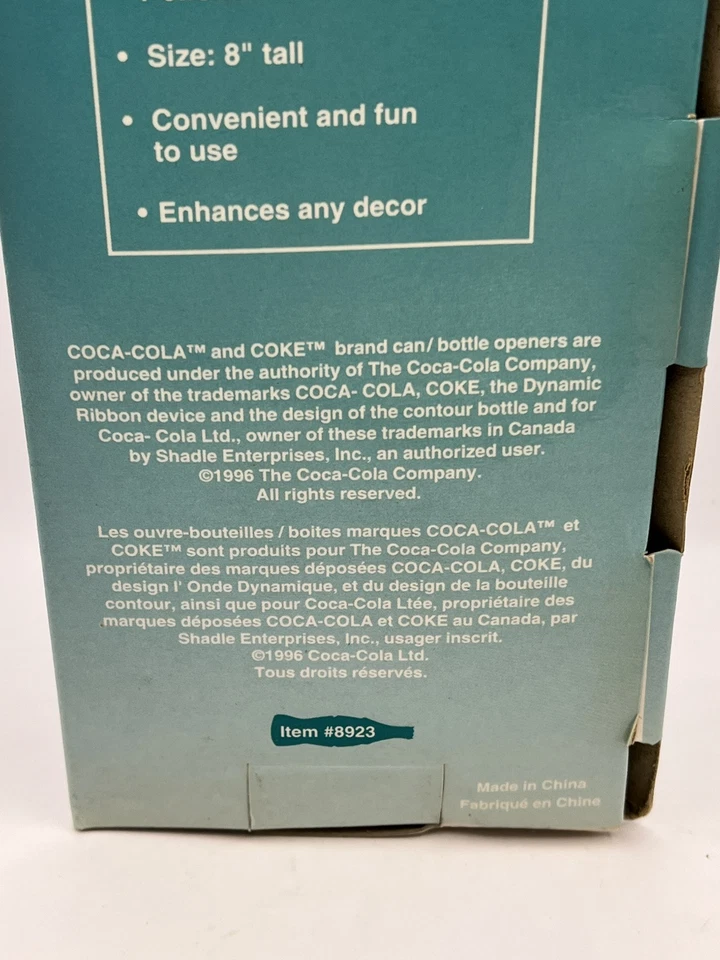 • Size: 8" tall
• Convenient and fun
to use
• Enhances any decor
COCA-COLA™ and COKE™ brand can/ bottle openers are
produced under the authority of The Coca-Cola Company,
owner of the trademarks COCA- COLA, COKE, the Dynamic
Ribbon device and the design of the contour bottle and for
Coca- Cola Ltd., owner of these trademarks in Canada
by Shadle Enterprises, Inc., an authorized user.
©1996 The Coca-Cola Company.
All rights reserved.
Les ouvre-bouteilles / boites marques COCA-COLA™ et
COKE™ sont produits pour The Coca-Cola Company,
propriétaire des marques déposées COCA-COLA, COKE, du
design l' Onde Dynamique, et du design de la bouteille
contour, ainsi que pour Coca-Cola Ltée, propriétaire des
marques déposées COCA-COLA et COKE au Canada, par
Shadle Enterprises, Inc., usager inscrit.
©1996 Coca-Cola Ltd.
Tous droits réservés.
Item #8923
Made in China
Fabriqué en Chine